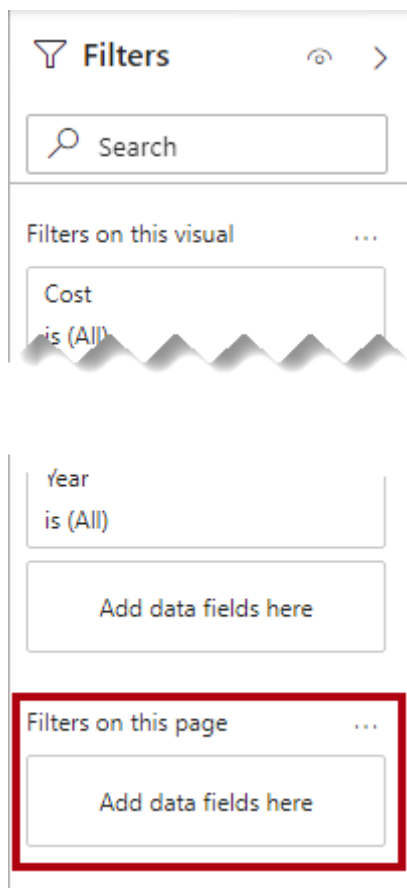 Filters
Search
Filters on this visual
Cost
is (All)
Year
is (All)
Add data fields here
Filters on this page
Add data fields here